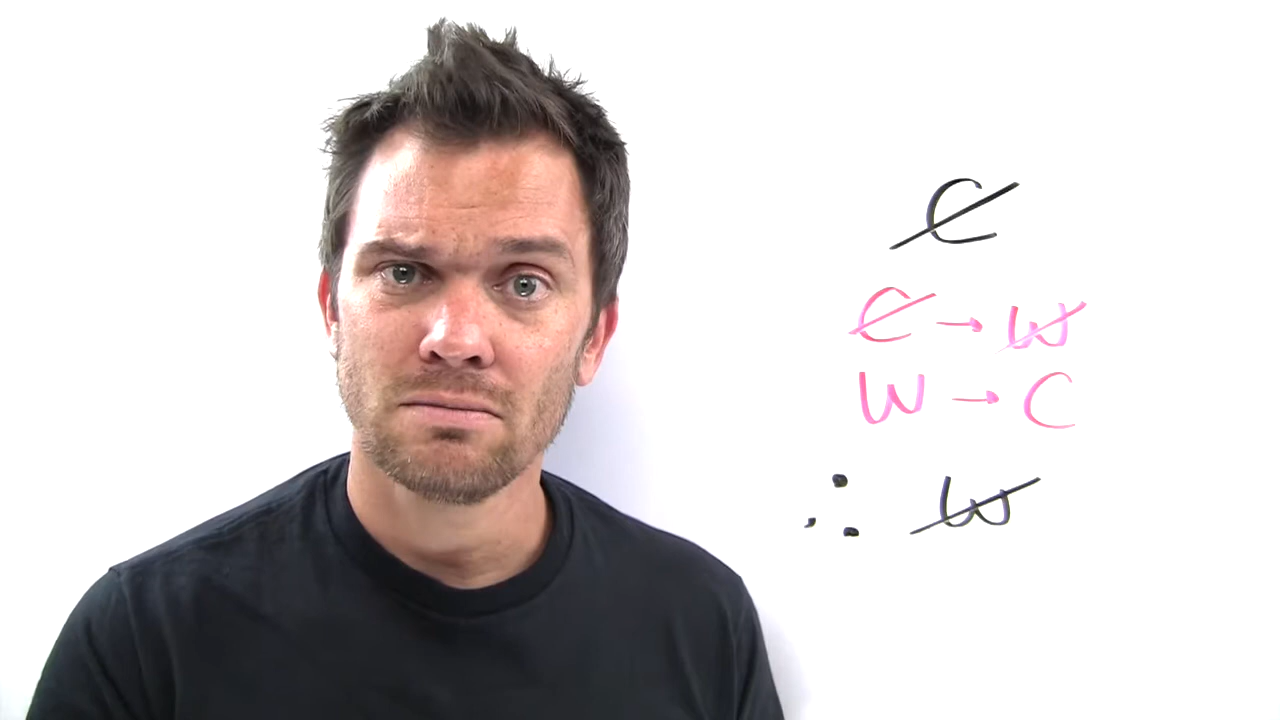 C̸
C̸ → W̸
W → C
∴ W̸